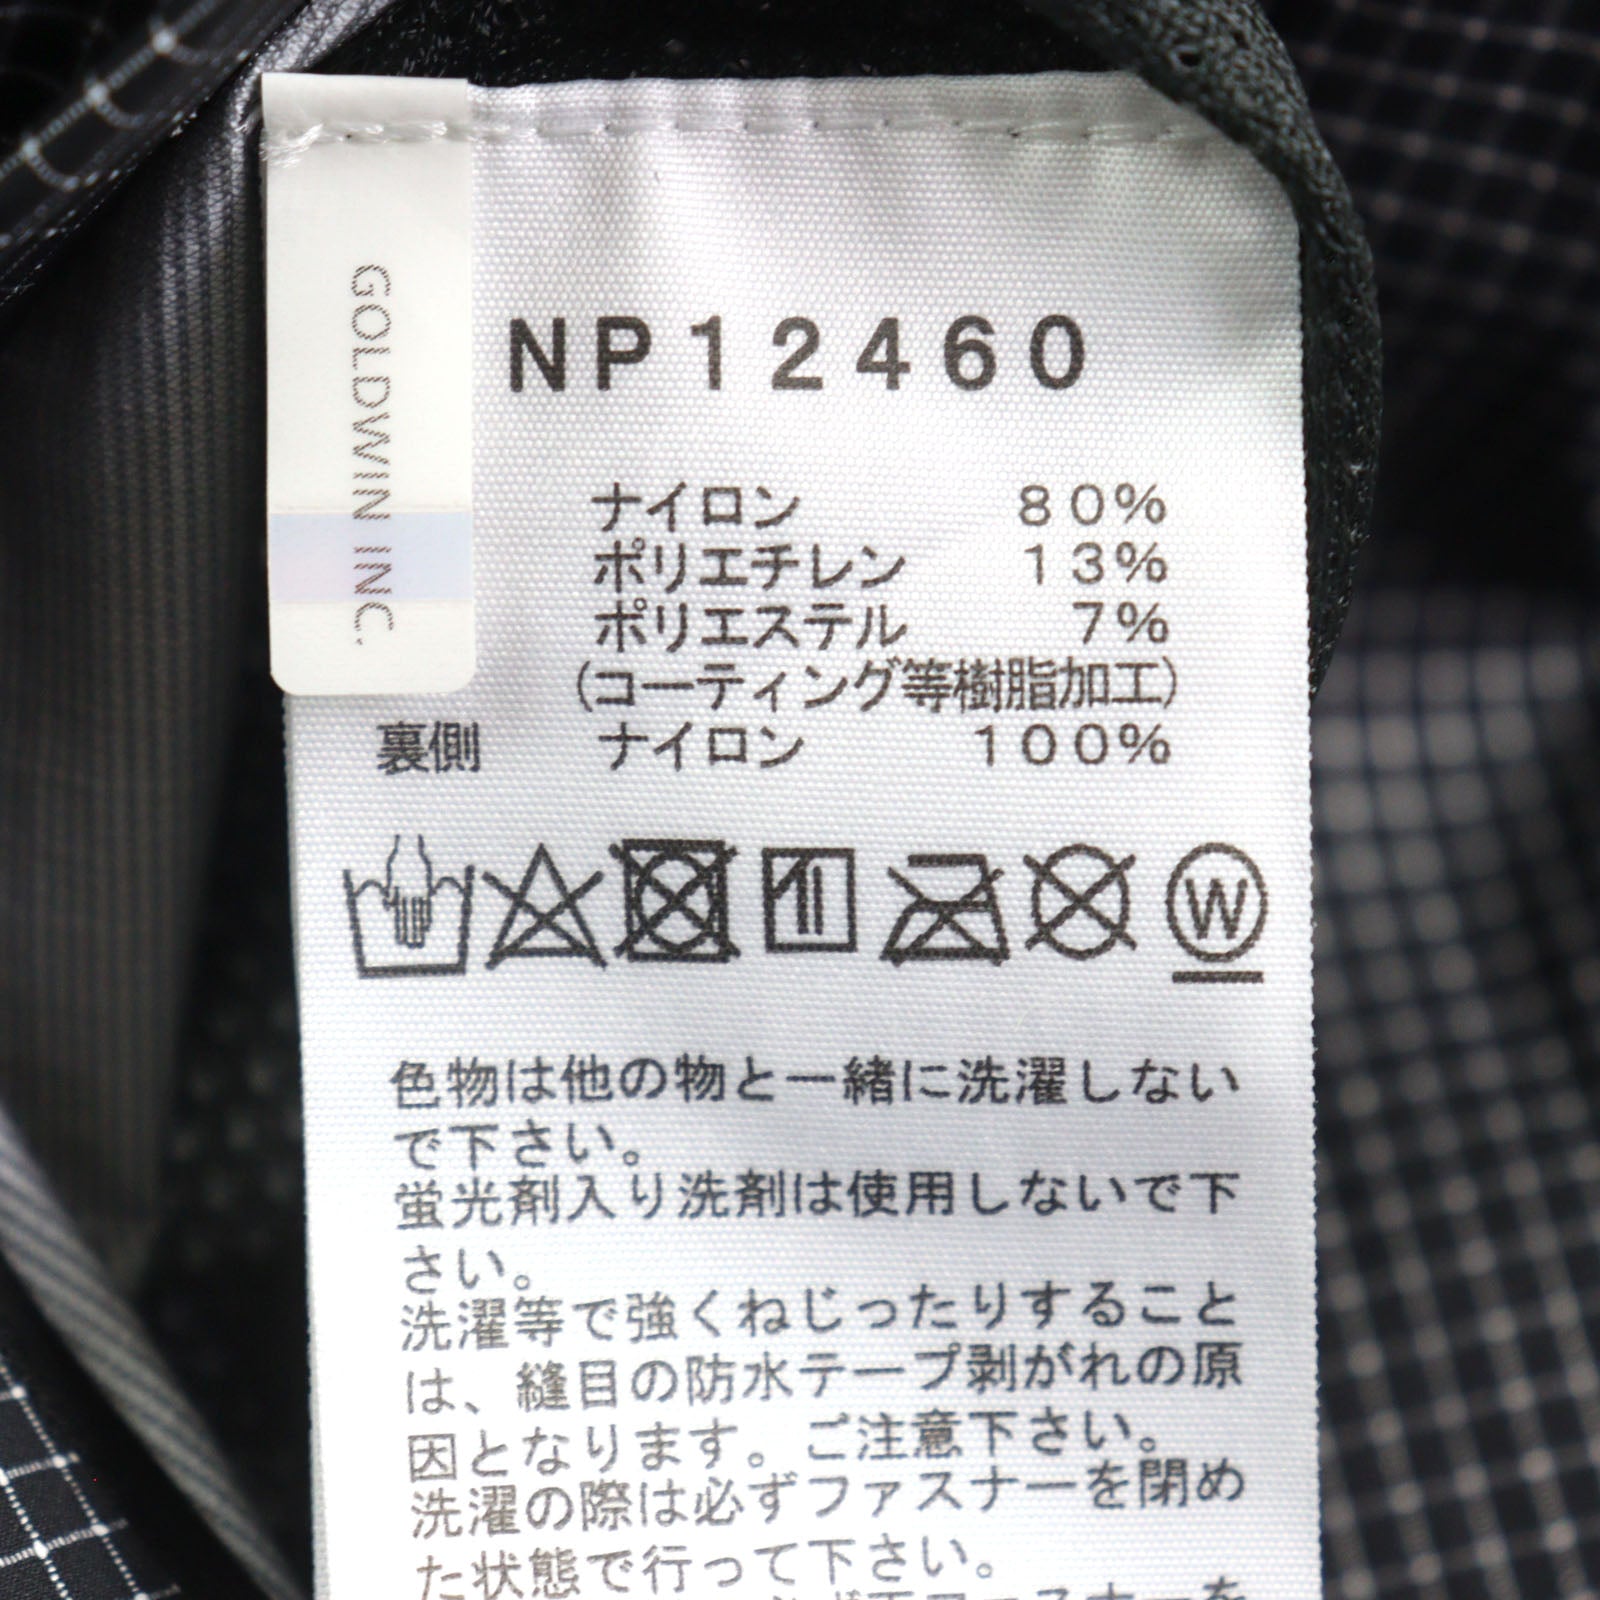 GOLDWIN INC.
NP12460
ナイロン 80%
ポリエチレン 13%
ポリエステル 7%
(コーティング等樹脂加工)
裏側 ナイロン 100%
W
色物は他の物と一緒に洗濯しない
で下さい。
蛍光剤入り洗剤は使用しないで下
さい。
洗濯等で強くねじったりすること
は、縫目の防水テープ剥がれの原
因となります。ご注意下さい。
洗濯の際は必ずファスナーを閉め
た状態で行って下さい。